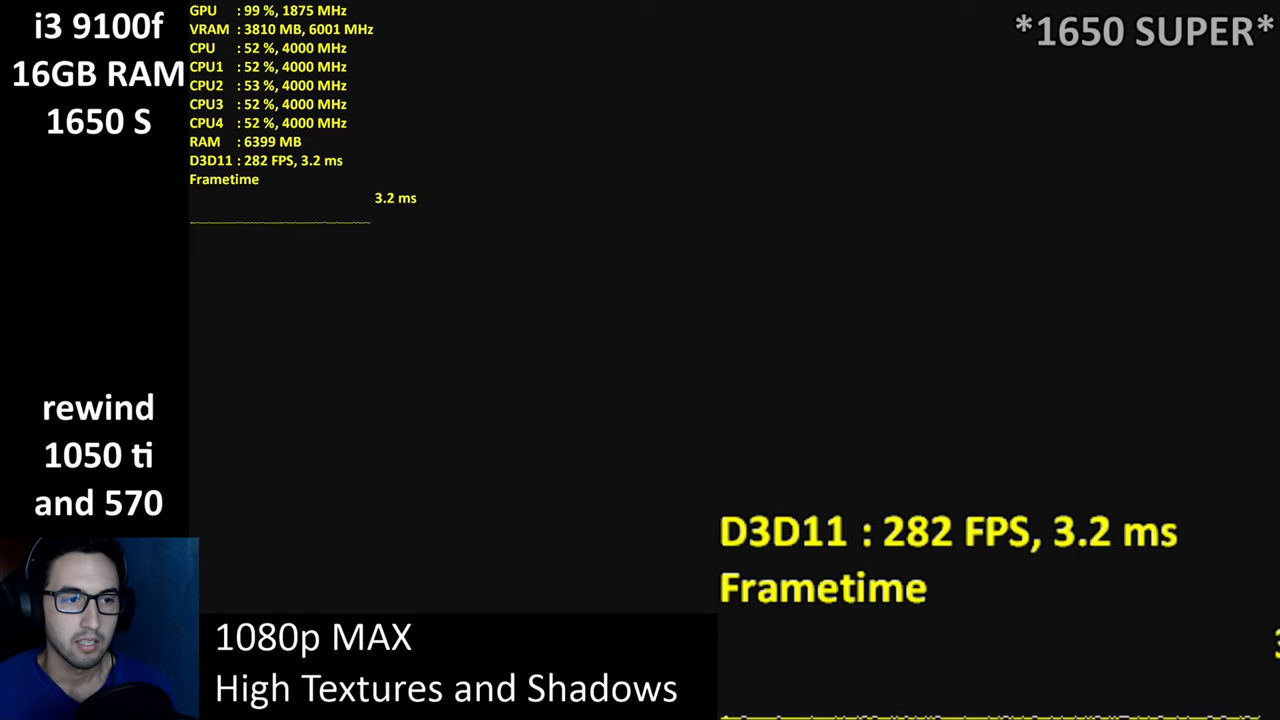 i3 9100f
16GB RAM
1650 S
GPU : 99 %, 1875 MHz
VRAM : 3810 MB, 6001 MHz
CPU : 52 %, 4000 MHz
CPU1 : 52 %, 4000 MHz
CPU2 : 53 %, 4000 MHz
CPU3 : 52 %, 4000 MHz
CPU4 : 52 %, 4000 MHz
RAM : 6399 MB
D3D11 : 282 FPS, 3.2 ms
Frametime
3.2 ms
*1650 SUPER*
rewind
1050 ti
and 570
D3D11 : 282 FPS, 3.2 ms
Frametime
1080p MAX
High Textures and Shadows